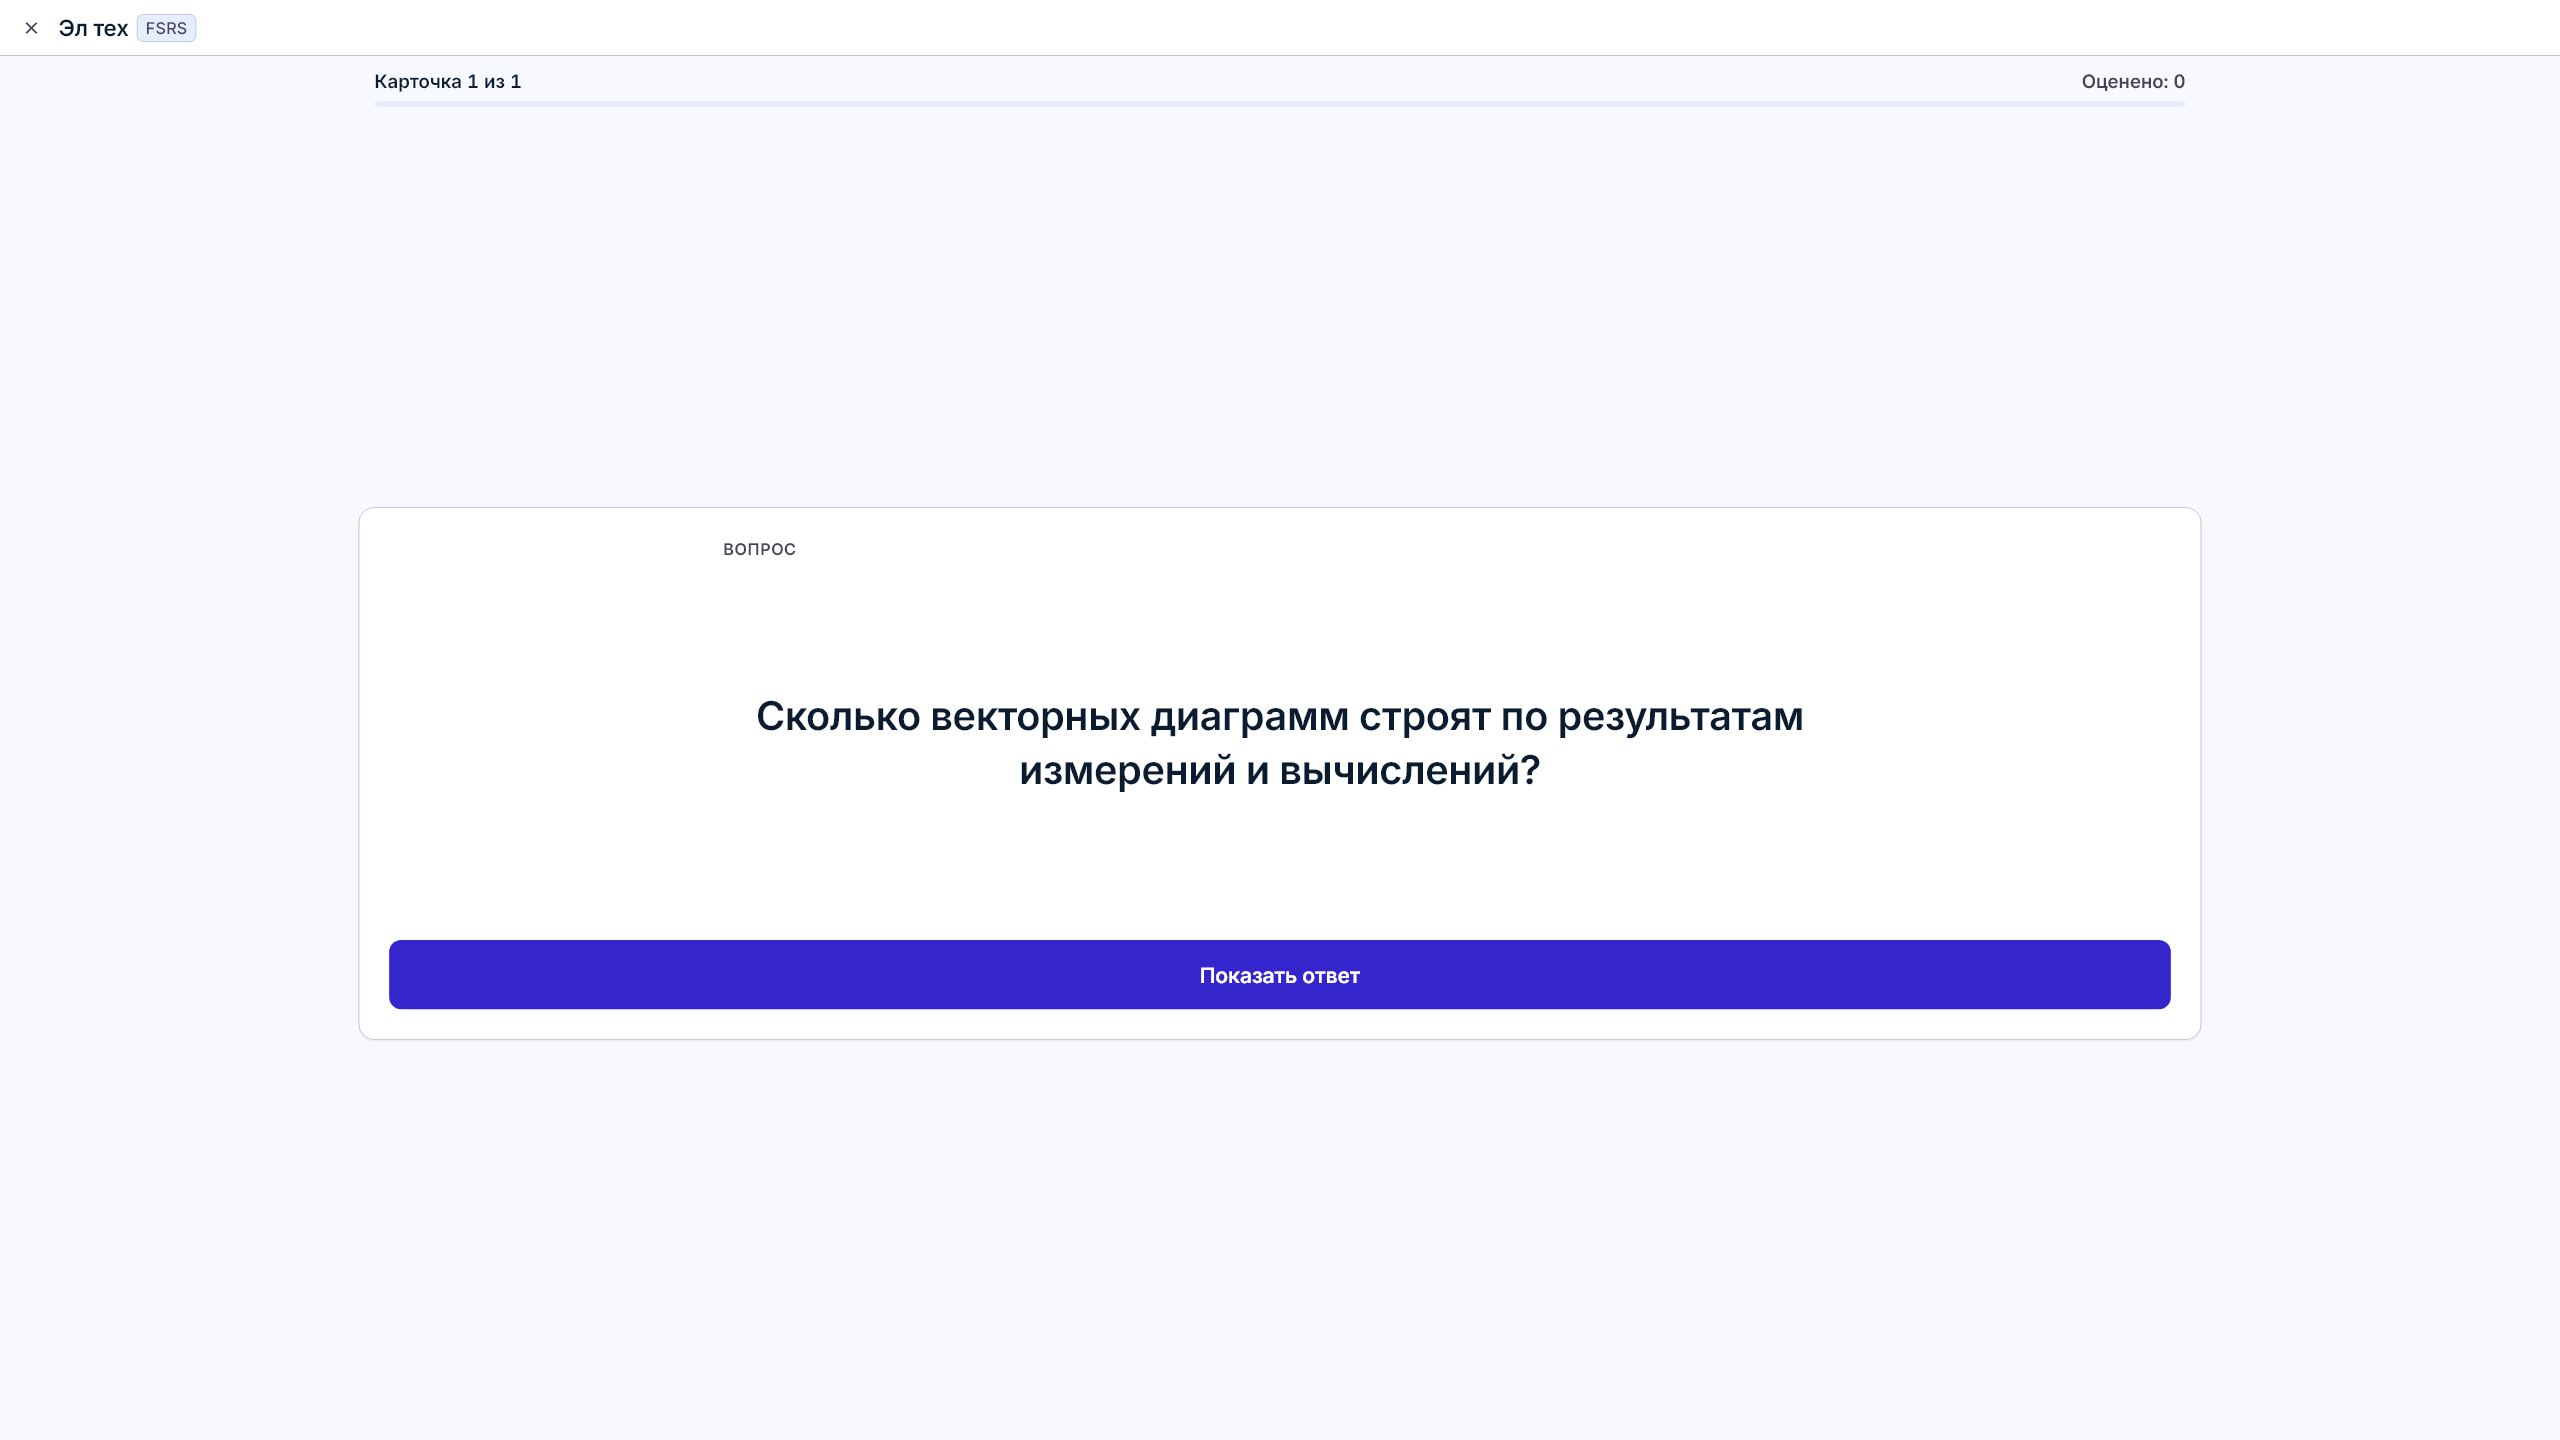 Эл тех FSRS
Карточка 1 из 1
Оценено: 0
ВОПРОС
Сколько векторных диаграмм строят по результатам
измерений и вычислений?
Показать ответ